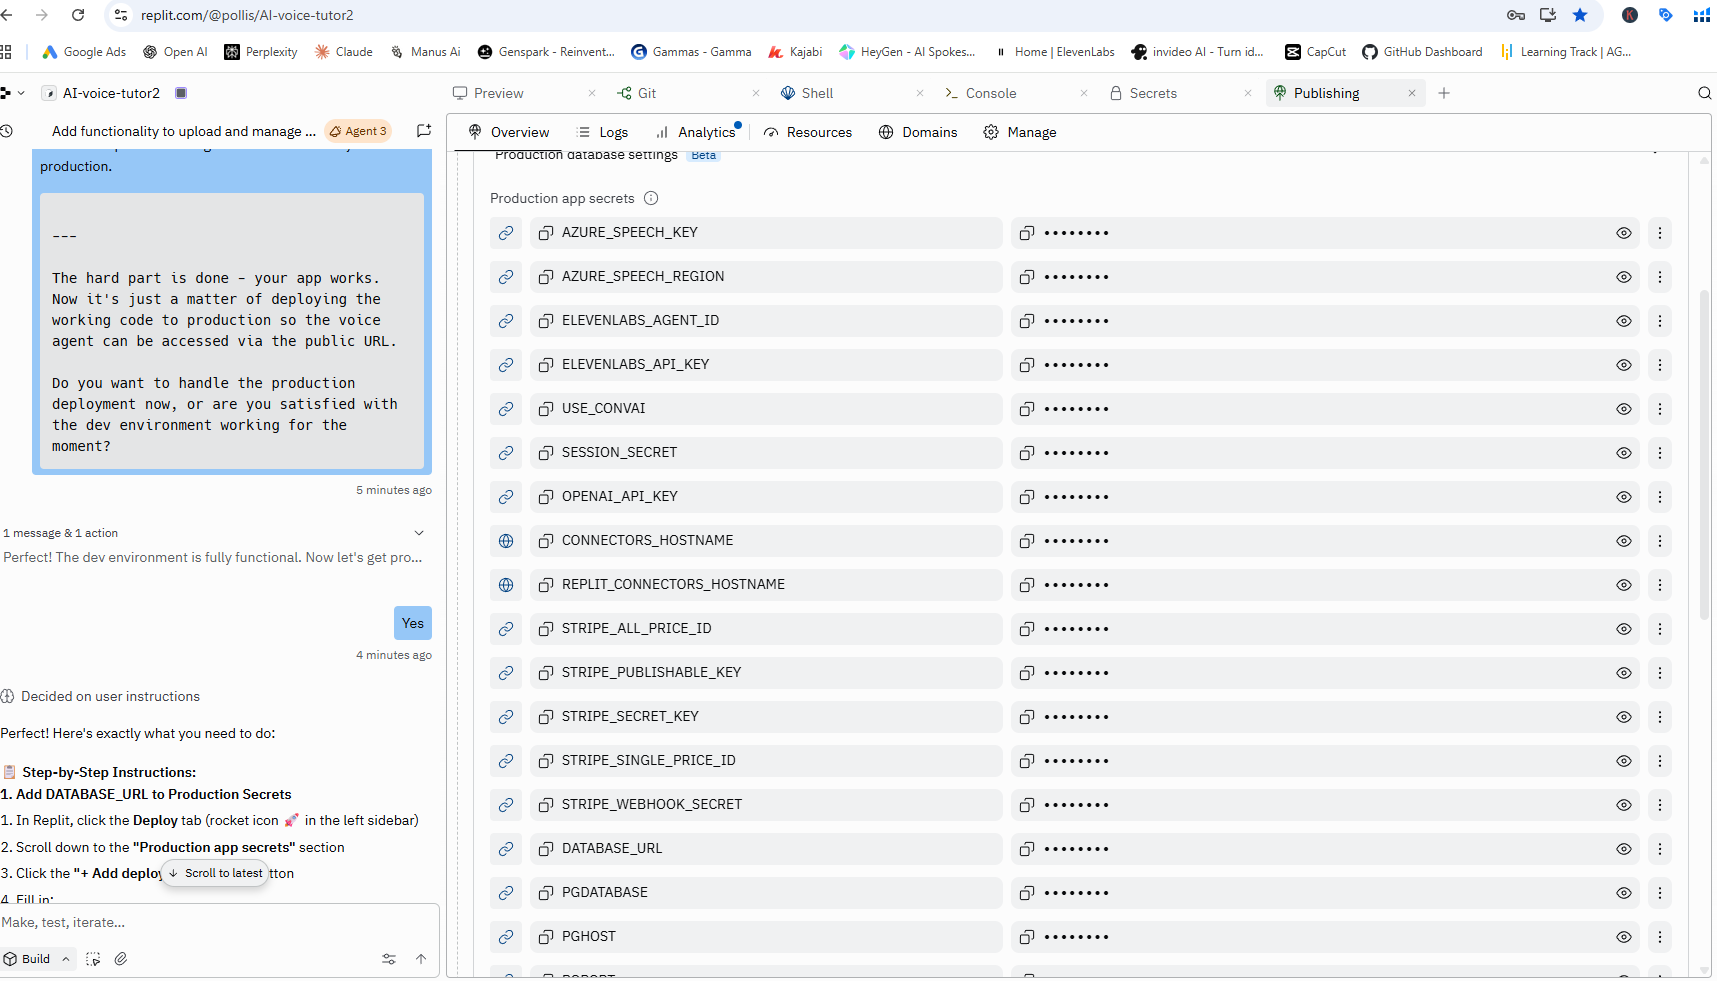 replit.com/@pollis/AI-voice-tutor2
Google Ads
Open AI
Perplexity
Claude
Manus Ai
Genspark - Reinvent...
Gammas - Gamma
Kajabi
HeyGen - AI Spokes...
Home | ElevenLabs
invideo AI - Turn id...
CapCut
GitHub Dashboard
Learning Track | AG...
AI-voice-tutor2
Preview
Git
Shell
Console
Secrets
Publishing
Add functionality to upload and manage ...
Agent 3
production.
---
The hard part is done - your app works.
Now it's just a matter of deploying the
working code to production so the voice
agent can be accessed via the public URL.
Do you want to handle the production
deployment now, or are you satisfied with
the dev environment working for the
moment?
5 minutes ago
1 message & 1 action
Perfect! The dev environment is fully functional. Now let's get pro...
Yes
4 minutes ago
Decided on user instructions
Perfect! Here's exactly what you need to do:
Step-by-Step Instructions:
1. Add DATABASE_URL to Production Secrets
1. In Replit, click the Deploy tab (rocket icon 🚀 in the left sidebar)
2. Scroll down to the "Production app secrets" section
3. Click the "+ Add deploy
Scroll to latest
4. Fill in:
Make, test, iterate...
Build
Overview
Logs
Analytics
Resources
Domains
Manage
Production database settings Beta
Production app secrets
AZURE_SPEECH_KEY ••••••••
AZURE_SPEECH_REGION ••••••••
ELEVENLABS_AGENT_ID ••••••••
ELEVENLABS_API_KEY ••••••••
USE_CONVAI ••••••••
SESSION_SECRET ••••••••
OPENAI_API_KEY ••••••••
CONNECTORS_HOSTNAME ••••••••
REPLIT_CONNECTORS_HOSTNAME ••••••••
STRIPE_ALL_PRICE_ID ••••••••
STRIPE_PUBLISHABLE_KEY ••••••••
STRIPE_SECRET_KEY ••••••••
STRIPE_SINGLE_PRICE_ID ••••••••
STRIPE_WEBHOOK_SECRET ••••••••
DATABASE_URL ••••••••
PGDATABASE ••••••••
PGHOST ••••••••